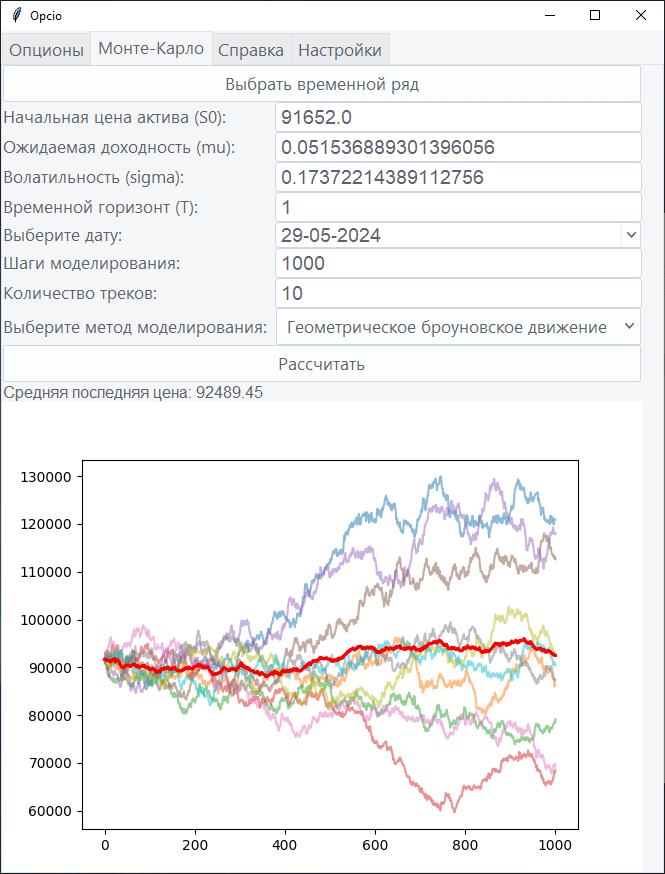 Opcio
Опционы Монте-Карло Справка Настройки
Выбрать временной ряд
Начальная цена актива (S0): 91652.0
Ожидаемая доходность (mu): 0.051536889301396056
Волатильность (sigma): 0.17372214389112756
Временной горизонт (T): 1
Выберите дату: 29-05-2024
Шаги моделирования: 1000
Количество треков: 10
Выберите метод моделирования: Геометрическое броуновское движение
Рассчитать
Средняя последняя цена: 92489.45
130000
120000
110000
100000
90000
80000
70000
60000
0 200 400 600 800 1000